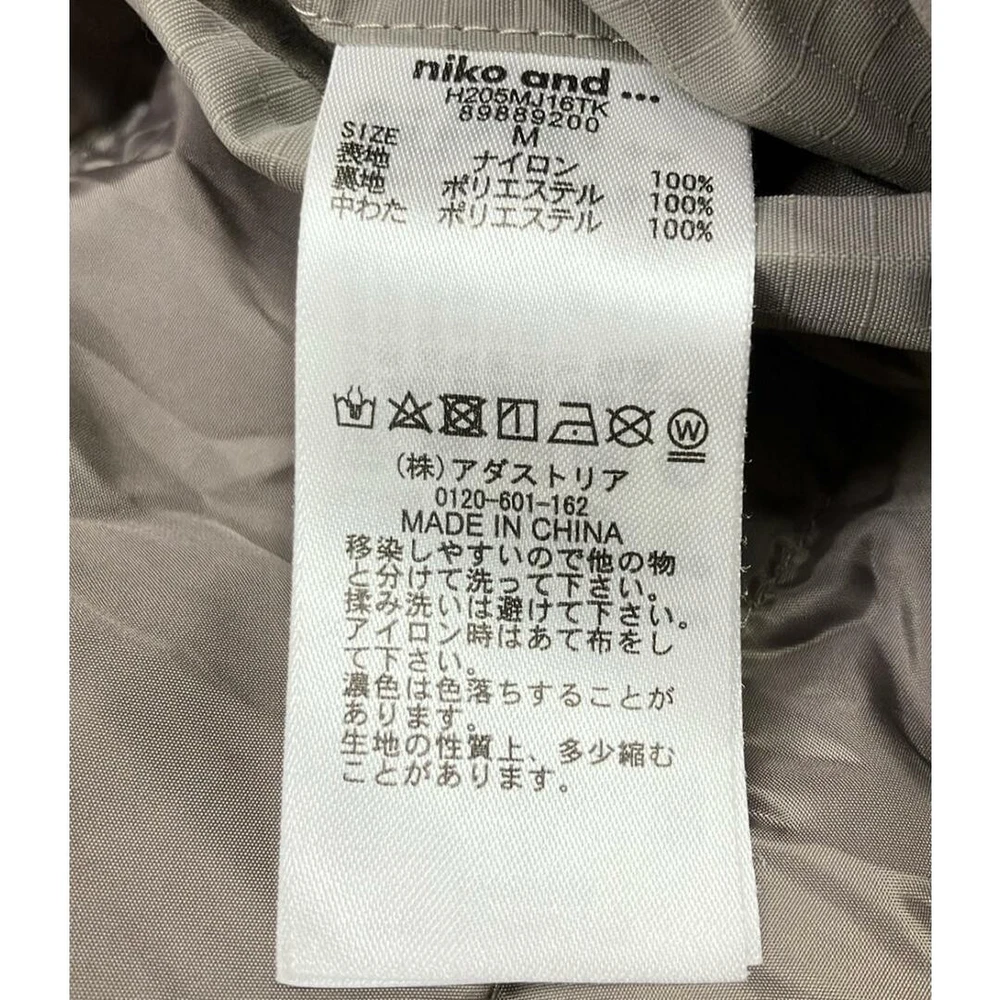 niko and ...
H205MJ16TK
89889200
SIZE M
表地 ナイロン 100%
裏地 ポリエステル 100%
中わた ポリエステル 100%
W
(株)アダストリア
0120-601-162
MADE IN CHINA
移染しやすいので他の物
と分けて洗って下さい。
揉み洗いは避けて下さい。
アイロン時はあて布をし
て下さい。
濃色は色落ちすることが
あります。
生地の性質上、多少縮む
ことがあります。